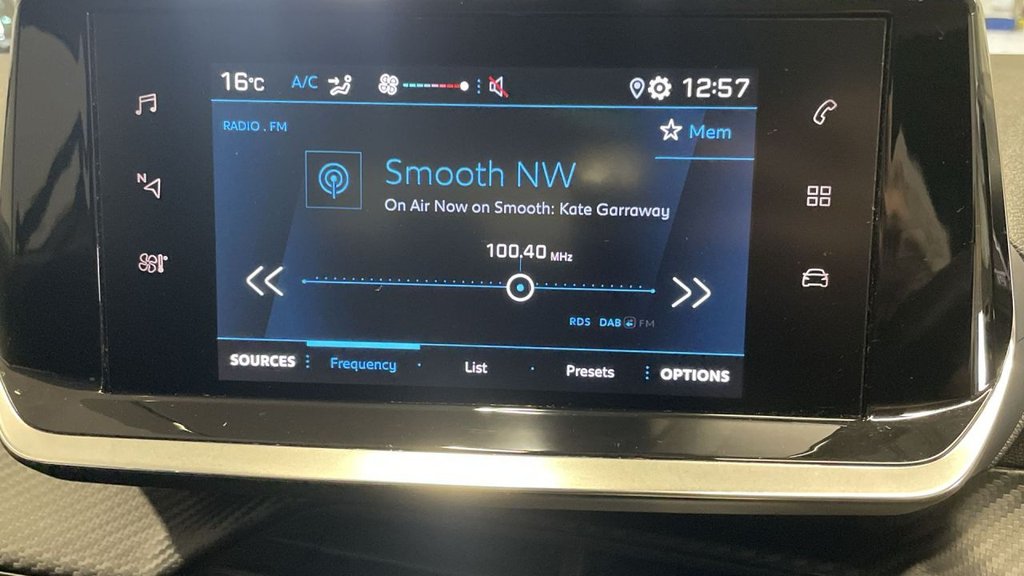 16°C A/C 12:57
RADIO . FM
Mem
Smooth NW
On Air Now on Smooth: Kate Garraway
100.40 MHz
N
RDS DAB FM
SOURCES Frequency List Presets OPTIONS